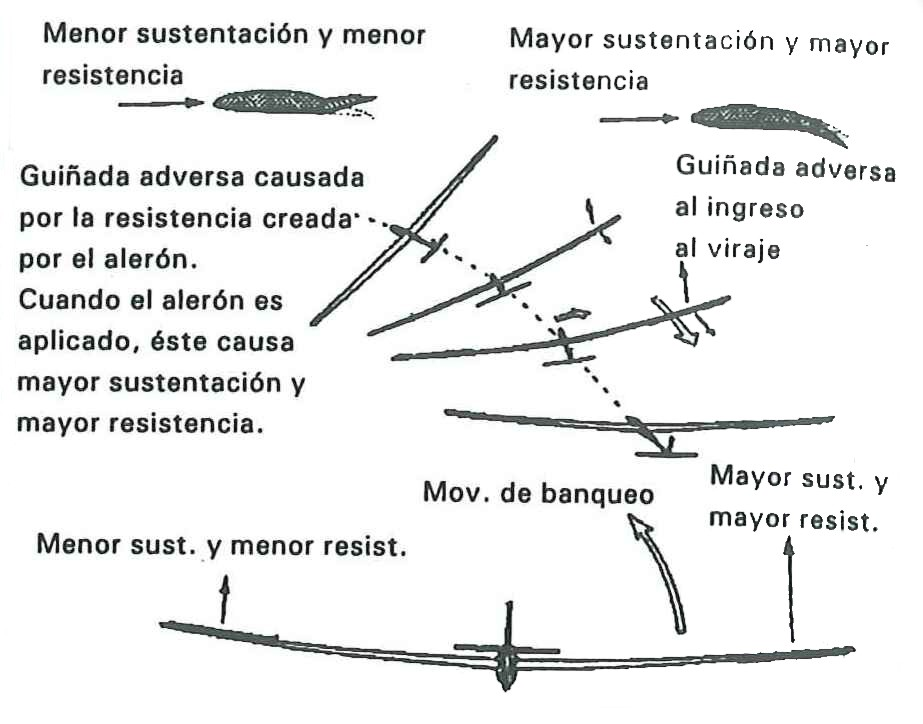 Menor sustentación y menor
resistencia
Mayor sustentación y mayor
resistencia
Guiñada adversa causada
por la resistencia creada
por el alerón.
Cuando el alerón es
aplicado, éste causa
mayor sustentación y
mayor resistencia.
Guiñada adversa
al ingreso
al viraje
Mov. de banqueo
Mayor sust. y
mayor resist.
Menor sust. y menor resist.